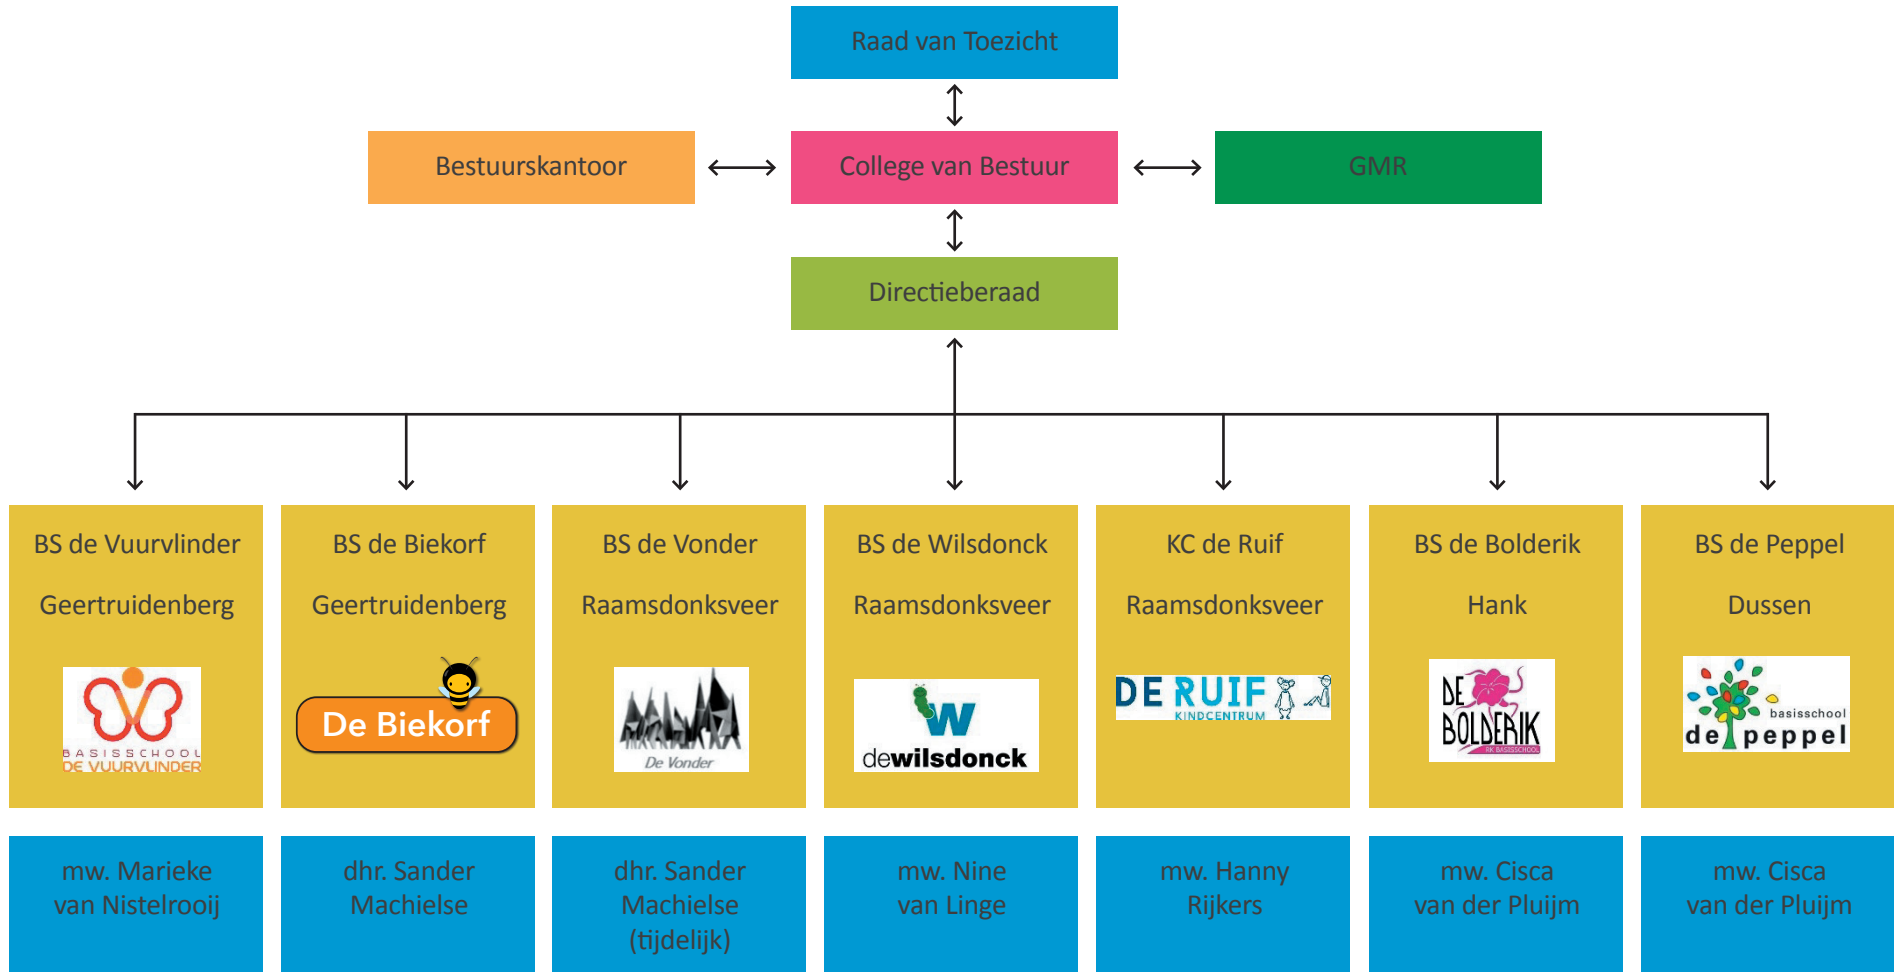 Raad van Toezicht
Bestuurskantoor
College van Bestuur
GMR
Directieberaad
BS de Vuurvlinder
Geertruidenberg
BASISSCHOOL
DE VUURVLINDER
BS de Biekorf
Geertruidenberg
De Biekorf
BS de Vonder
Raamsdonksveer
De Vonder
BS de Wilsdonck
Raamsdonksveer
w
dewilsdonck
KC de Ruif
Raamsdonksveer
DE RUIF
KINDCENTRUM
BS de Bolderik
Hank
DE
BOLDERIK
RK BASISSCHOOL
BS de Peppel
Dussen
basisschool
de peppel
mw. Marieke
van Nistelrooij
dhr. Sander
Machielse
dhr. Sander
Machielse
(tijdelijk)
mw. Nine
van Linge
mw. Hanny
Rijkers
mw. Cisca
van der Pluijm
mw. Cisca
van der Pluijm